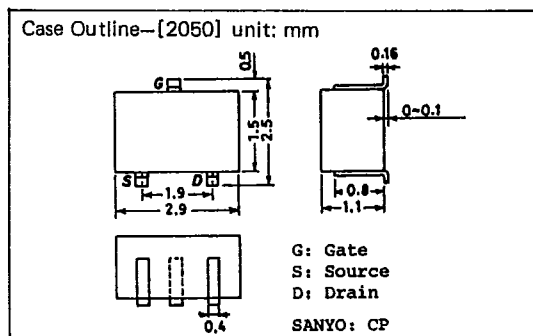 Case Outline—[2050] unit: mm
G
0.5
1.5
2.5
S
D
1.9
2.9
0.16
0~0.1
0.8
1.1
0.4
G: Gate
S: Source
D: Drain
SANYO: CP